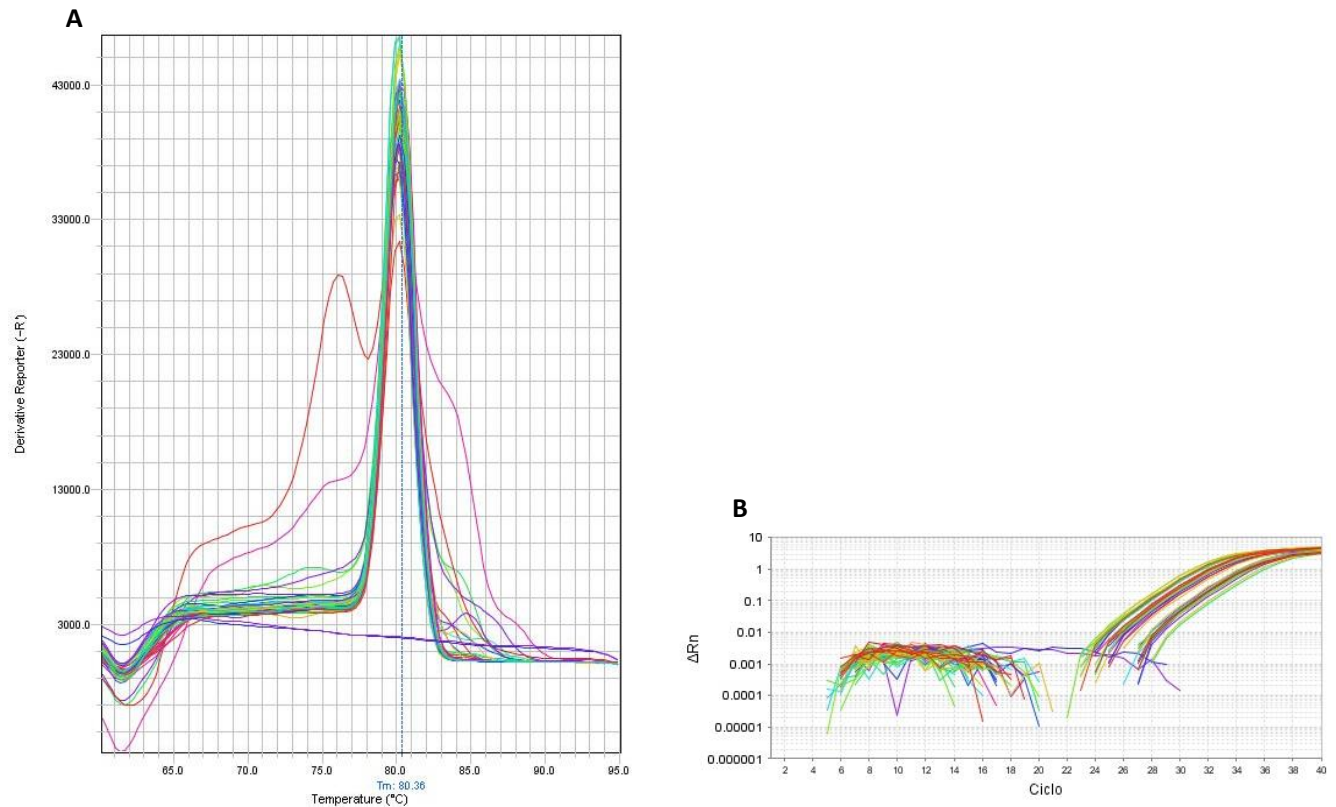 A
43000.0
33000.0
23000.0
13000.0
3000.0
Derivative Reporter (-R')
65.0 70.0 75.0 80.0 85.0 90.0 95.0
Tm: 80.36
Temperature (°C)
B
10
1
0.1
0.01
0.001
0.0001
0.00001
0.000001
ΔRn
2 4 6 8 10 12 14 16 18 20 22 24 26 28 30 32 34 36 38 40
Ciclo